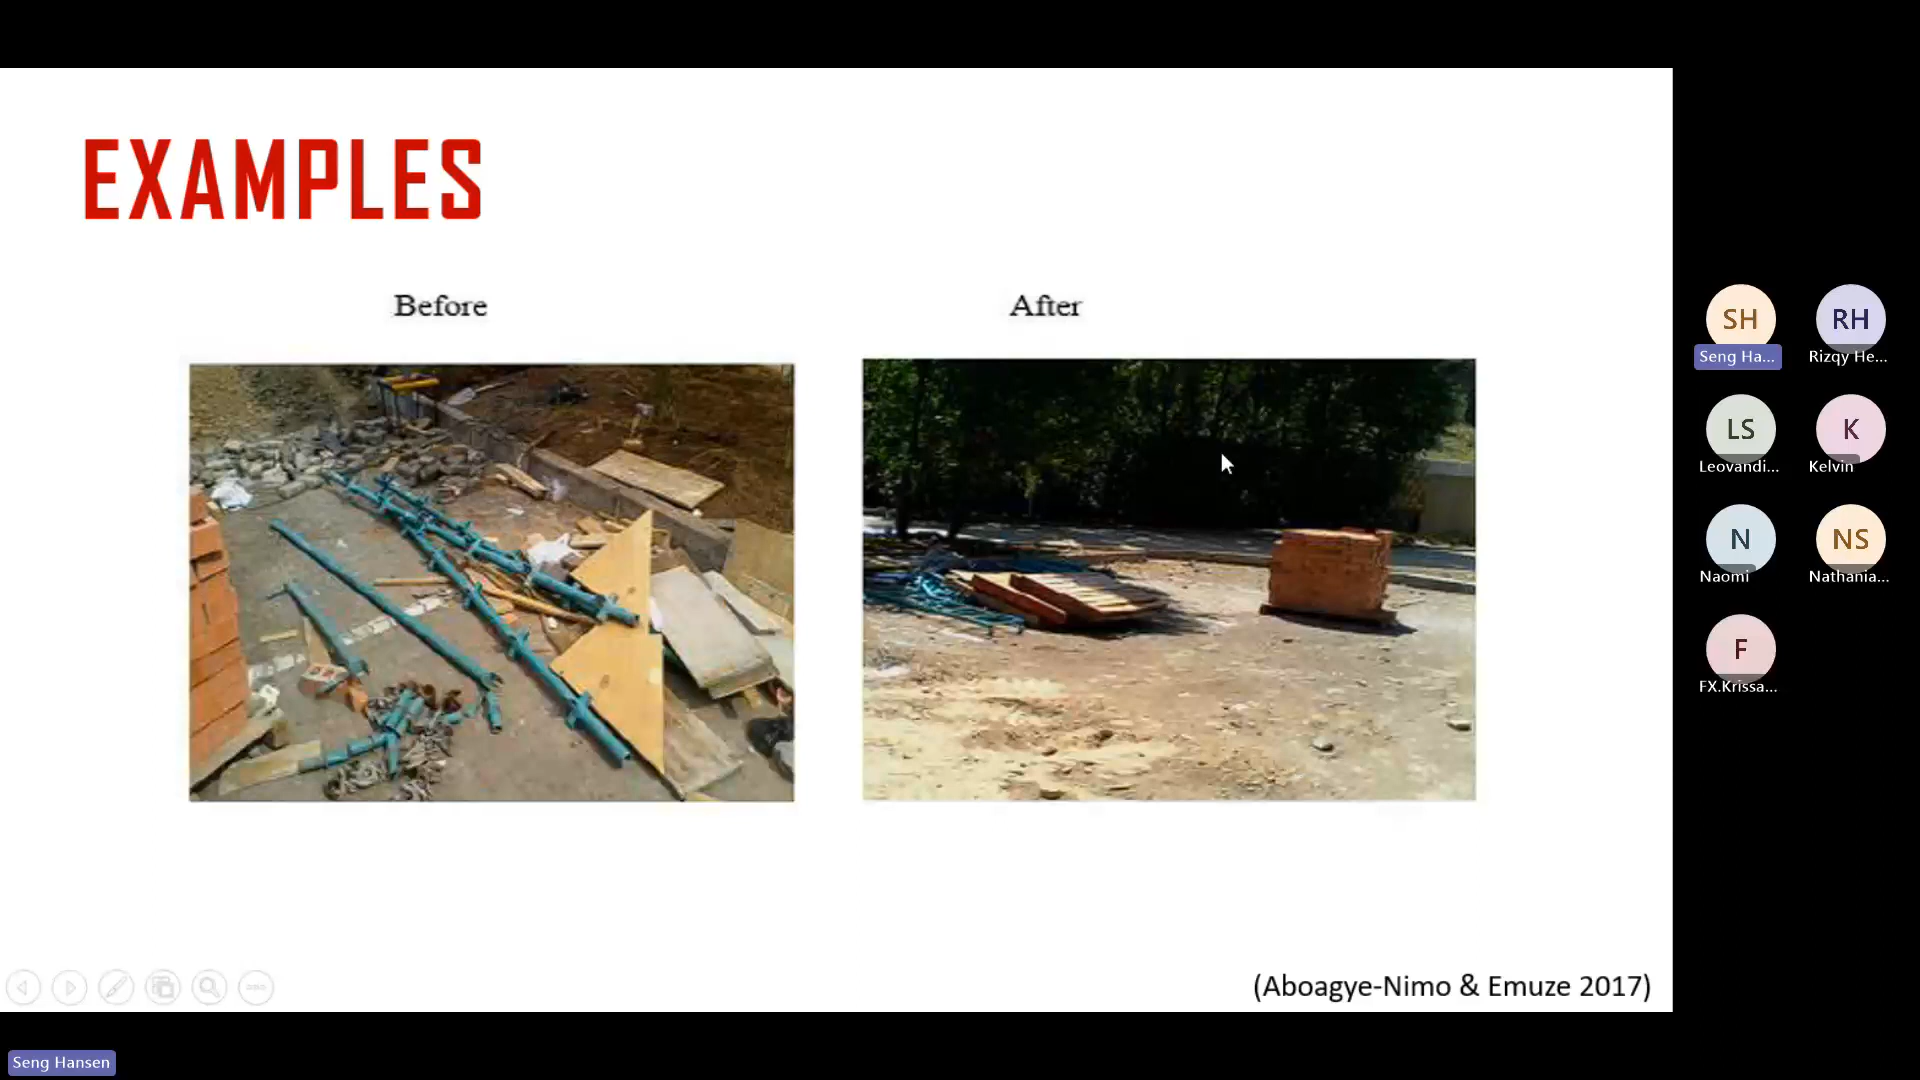 EXAMPLES
Before
After
(Aboagye-Nimo & Emuze 2017)
SH
Seng Ha...
RH
Rizqy He...
LS
Leovandi...
K
Kelvin
N
Naomi
NS
Nathania...
F
FX.Krissa...
Seng Hansen